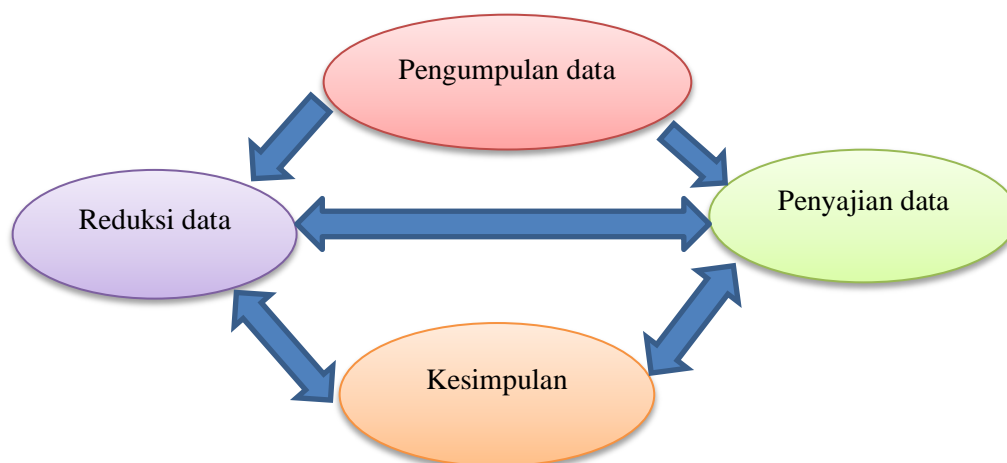 Pengumpulan data
Reduksi data
Penyajian data
Kesimpulan